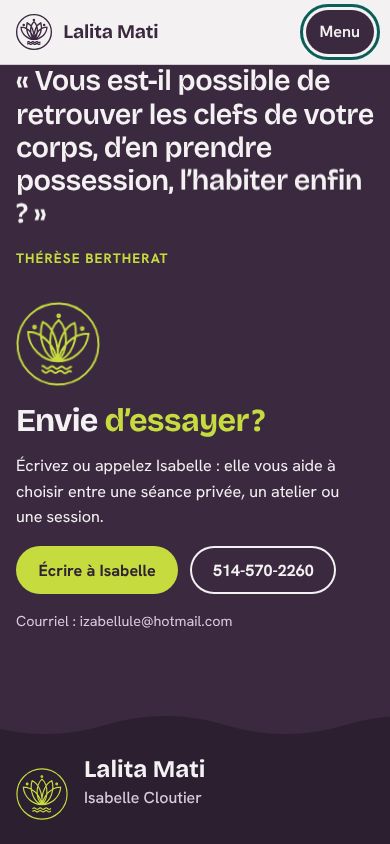 Lalita Mati
Menu
« Vous est-il possible de
retrouver les clefs de votre
corps, d’en prendre
possession, l’habiter enfin
? »
THÉRÈSE BERTHERAT
Envie d’essayer?
Écrivez ou appelez Isabelle : elle vous aide à
choisir entre une séance privée, un atelier ou
une session.
Écrire à Isabelle
514-570-2260
Courriel : izabellule@hotmail.com
Lalita Mati
Isabelle Cloutier